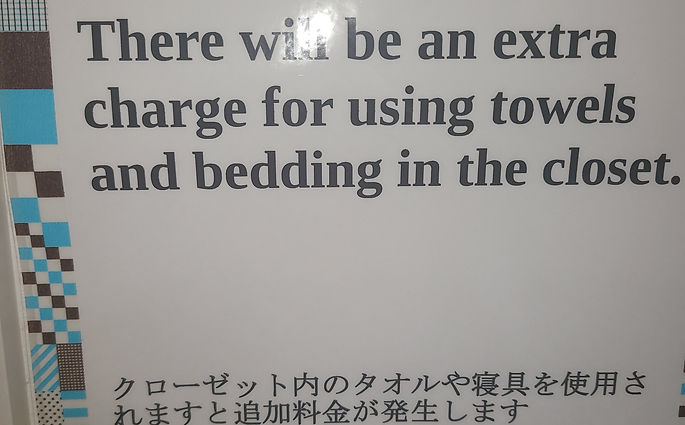 There will be an extra
charge for using towels
and bedding in the closet.
クローゼット内のタオルや寝具を使用さ
れますと追加料金が発生します